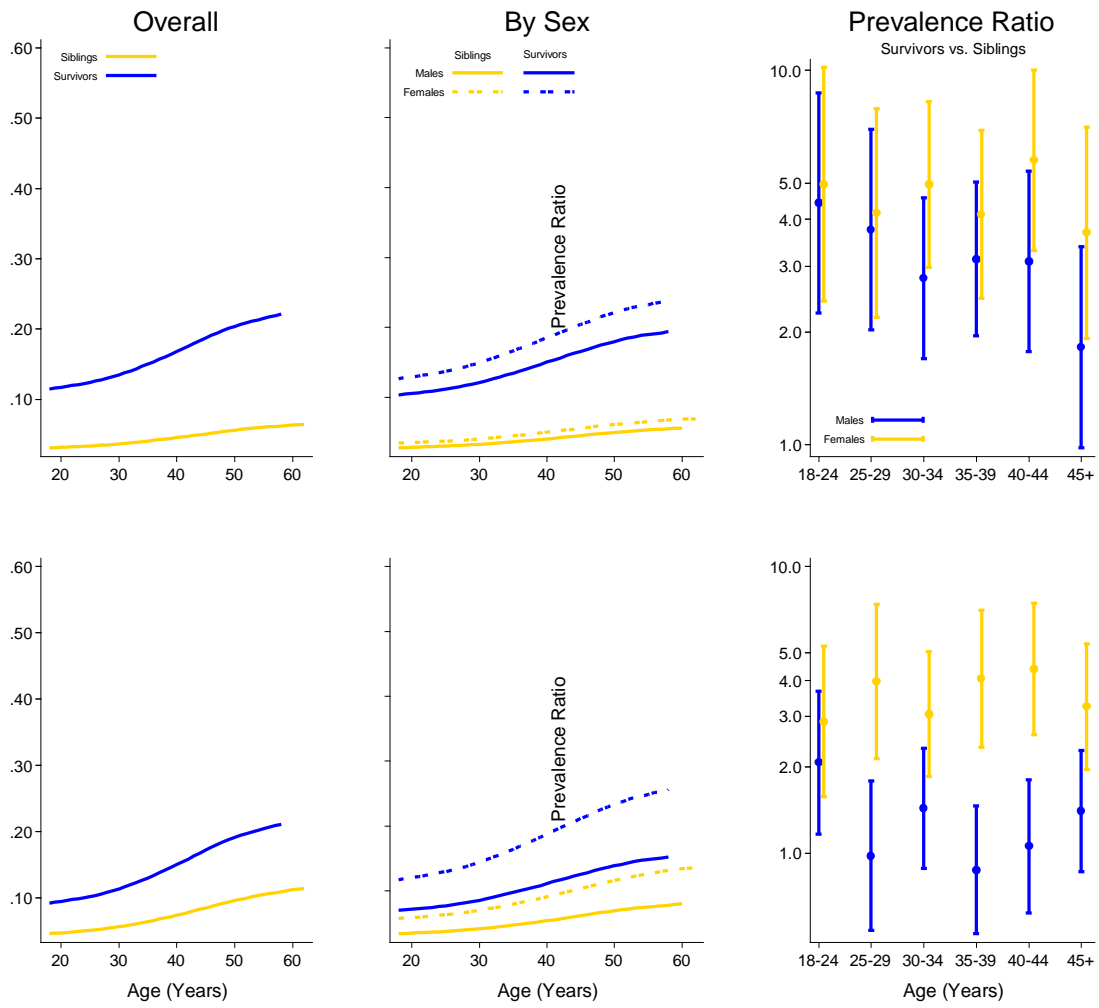 Overall
By Sex
Prevalence Ratio
Survivors vs. Siblings
.60
.50
.40
.30
.20
.10
Siblings
Survivors
20 30 40 50 60
Siblings Survivors
Males
Females
Prevalence Ratio
20 30 40 50 60
10.0
5.0
4.0
3.0
2.0
1.0
Males
Females
18-24 25-29 30-34 35-39 40-44 45+
.60
.50
.40
.30
.20
.10
20 30 40 50 60
Age (Years)
Prevalence Ratio
20 30 40 50 60
Age (Years)
10.0
5.0
4.0
3.0
2.0
1.0
18-24 25-29 30-34 35-39 40-44 45+
Age (Years)